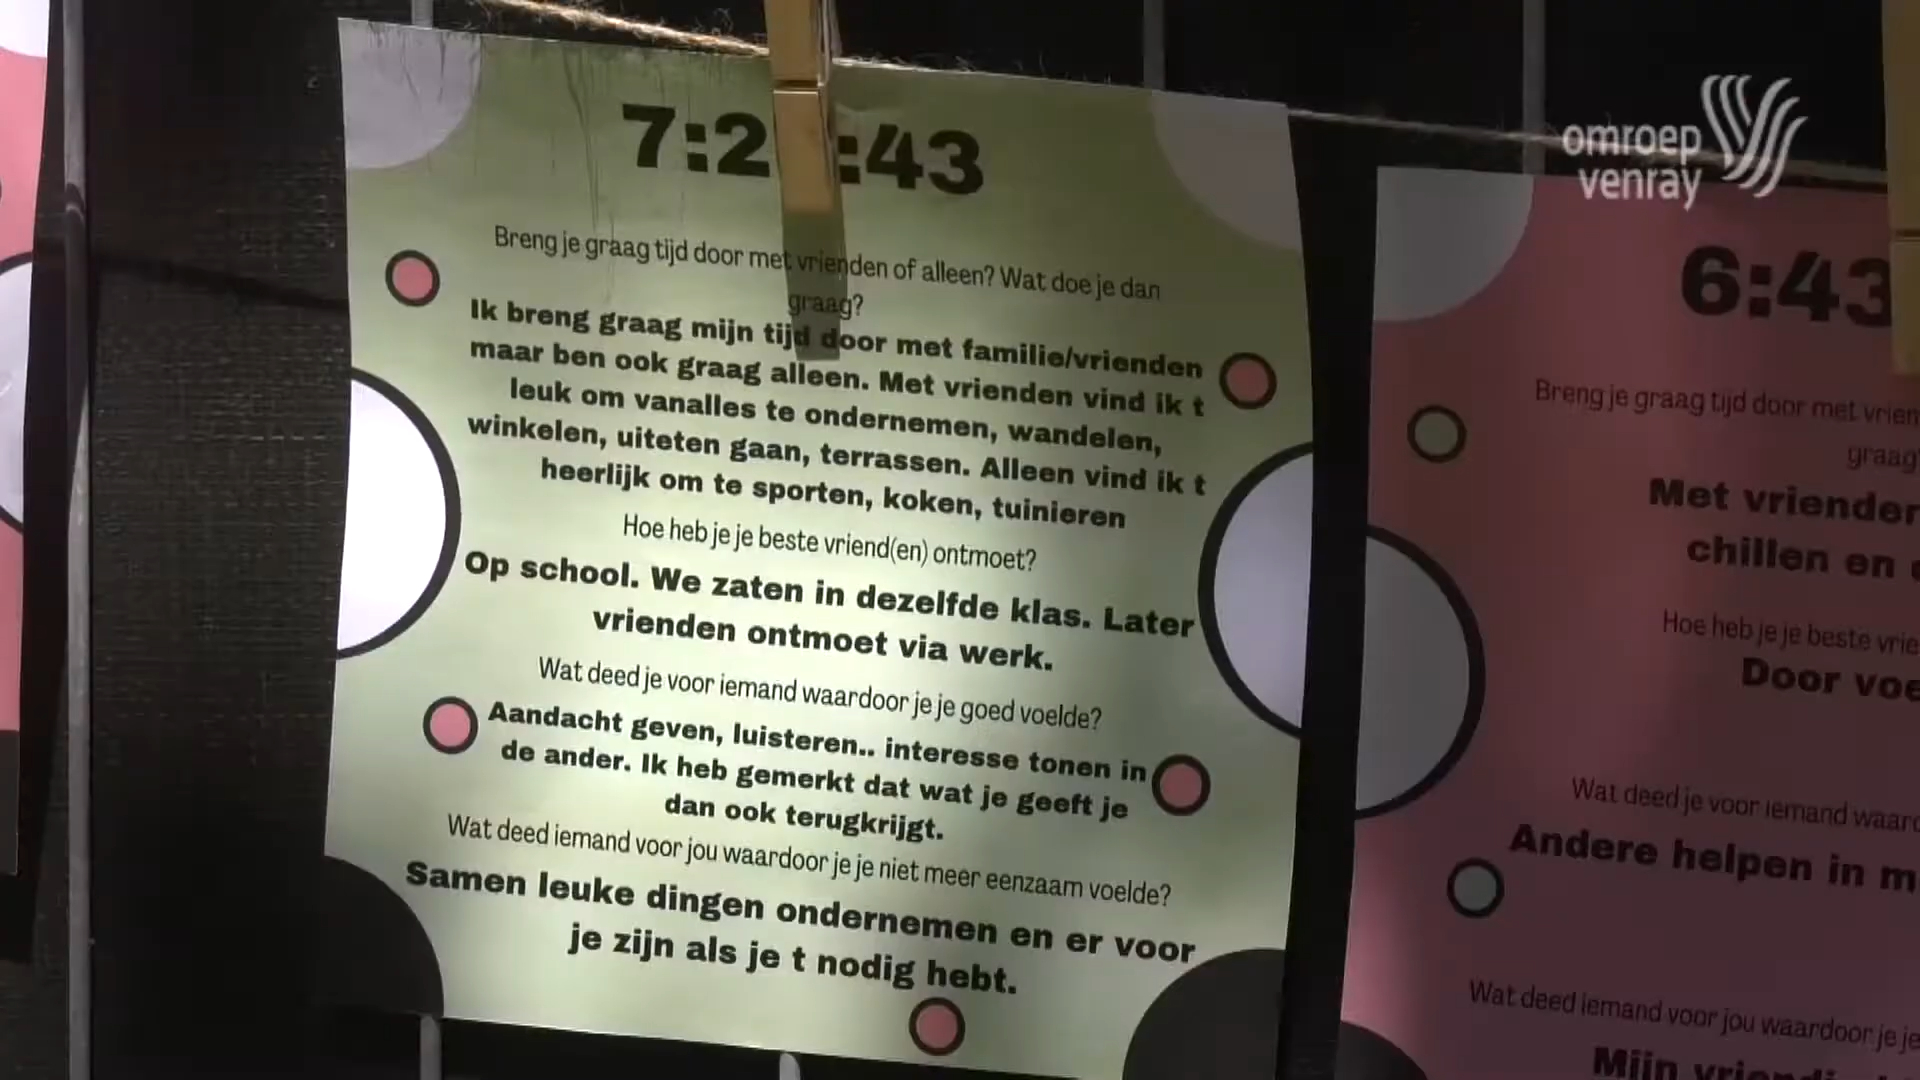 7:2 :43
Breng je graag tijd door met vrienden of alleen? Wat doe je dan
graag?
Ik breng graag mijn tijd door met familie/vrienden
maar ben ook graag alleen. Met vrienden vind ik t
leuk om vanalles te ondernemen, wandelen,
winkelen, uiteten gaan, terrassen. Alleen vind ik t
heerlijk om te sporten, koken, tuinieren
Hoe heb je je beste vriend(en) ontmoet?
Op school. We zaten in dezelfde klas. Later
vrienden ontmoet via werk.
Wat deed je voor iemand waardoor je je goed voelde?
Aandacht geven, luisteren.. interesse tonen in
de ander. Ik heb gemerkt dat wat je geeft je
dan ook terugkrijgt.
Wat deed iemand voor jou waardoor je je niet meer eenzaam voelde?
Samen leuke dingen ondernemen en er voor
je zijn als je t nodig hebt.
omroep
venray
6:43
Breng je graag tijd door met
graag
Met
chillen en
Hoe heb je je beste
Door
Wat deed je voor iemand
Andere helpen in
Wat deed iemand voor jou waardoor je je
Mijn